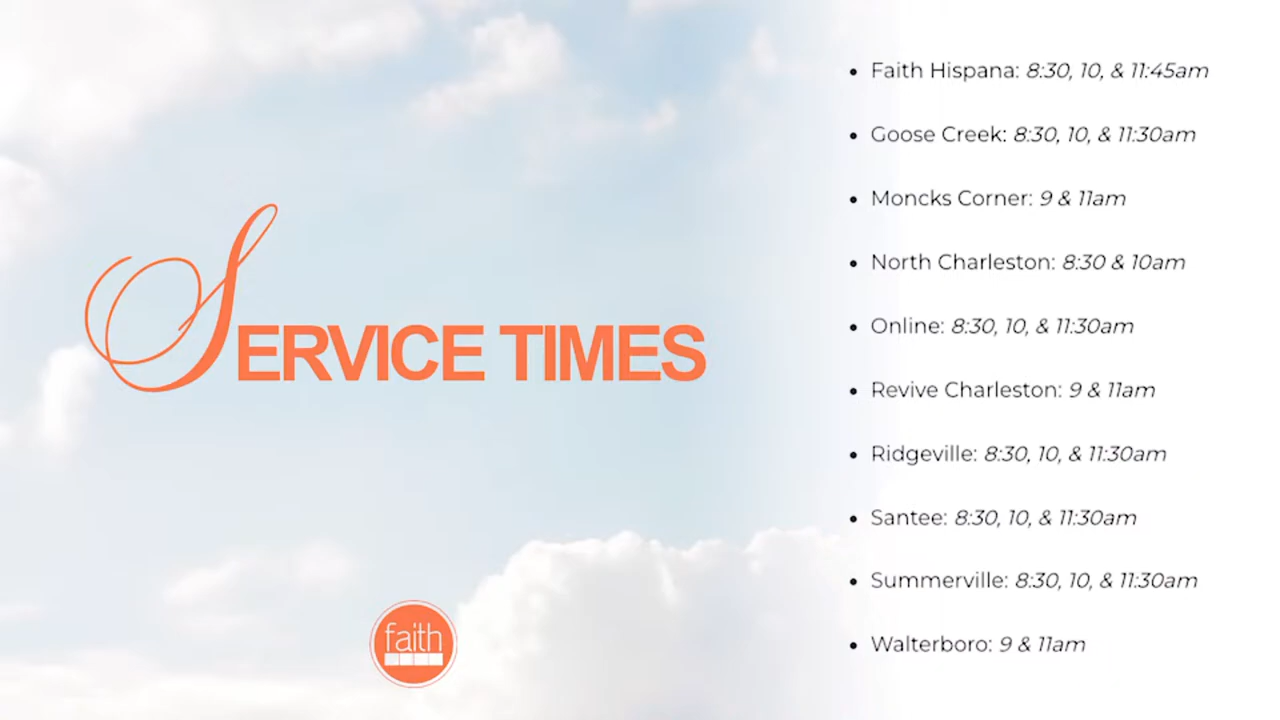 SERVICE TIMES
faith
• Faith Hispana: 8:30, 10, & 11:45am
• Goose Creek: 8:30, 10, & 11:30am
• Moncks Corner: 9 & 11am
• North Charleston: 8:30 & 10am
• Online: 8:30, 10, & 11:30am
• Revive Charleston: 9 & 11am
• Ridgeville: 8:30, 10, & 11:30am
• Santee: 8:30, 10, & 11:30am
• Summerville: 8:30, 10, & 11:30am
• Walterboro: 9 & 11am